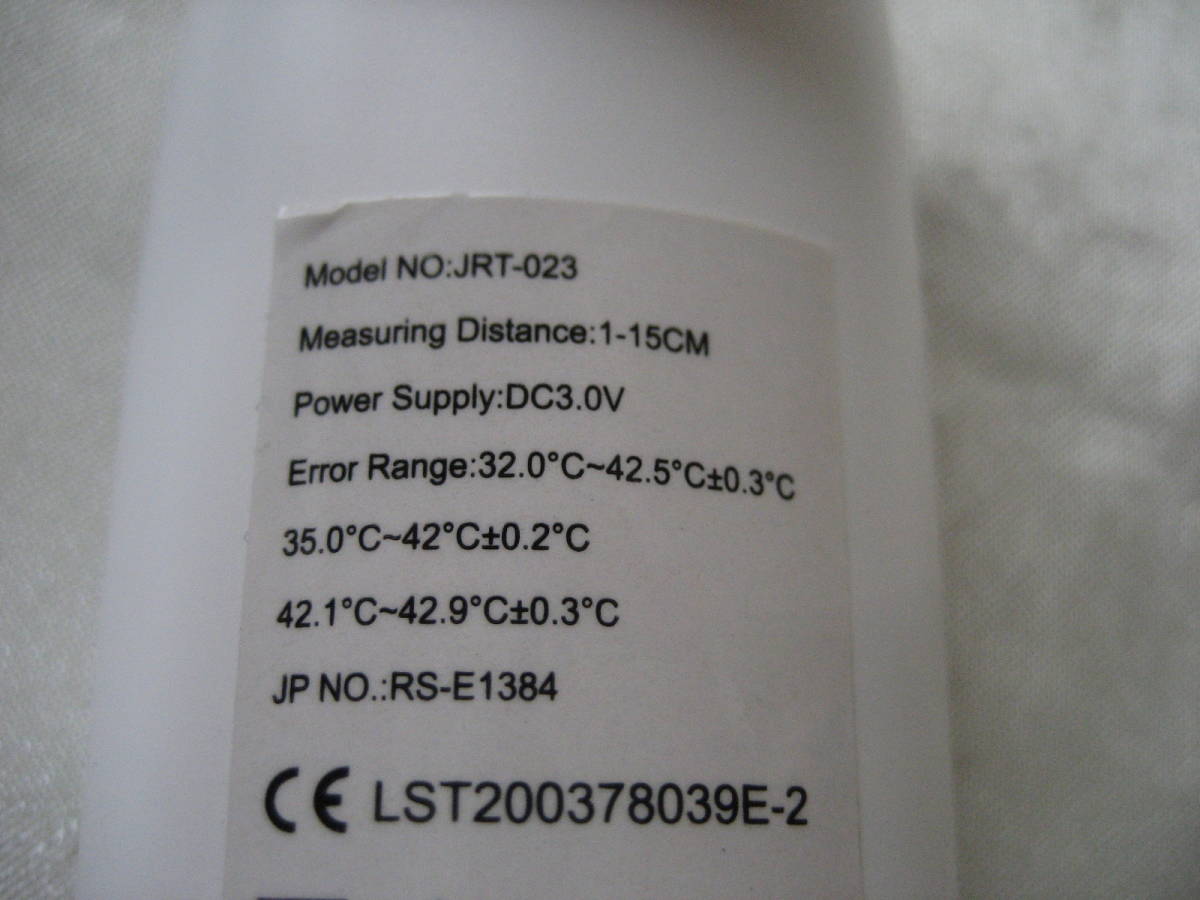 Model NO:JRT-023
Measuring Distance:1-15CM
Power Supply:DC3.0V
Error Range:32.0°C~42.5°C±0.3°C
35.0°C~42°C±0.2°C
42.1°C~42.9°C±0.3°C
JP NO.:RS-E1384
CE LST200378039E-2